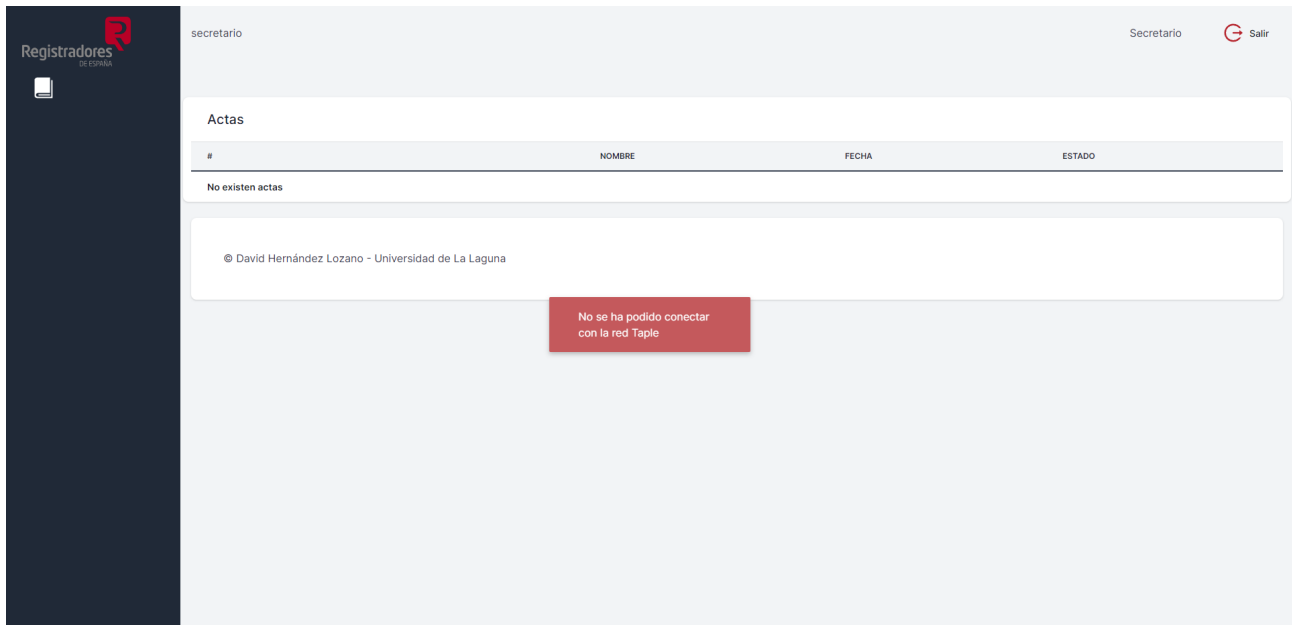 Registradores
DE ESPAÑA
secretario
Secretario
Salir
Actas
# NOMBRE FECHA ESTADO
No existen actas
© David Hernández Lozano - Universidad de La Laguna
No se ha podido conectar
con la red Taple